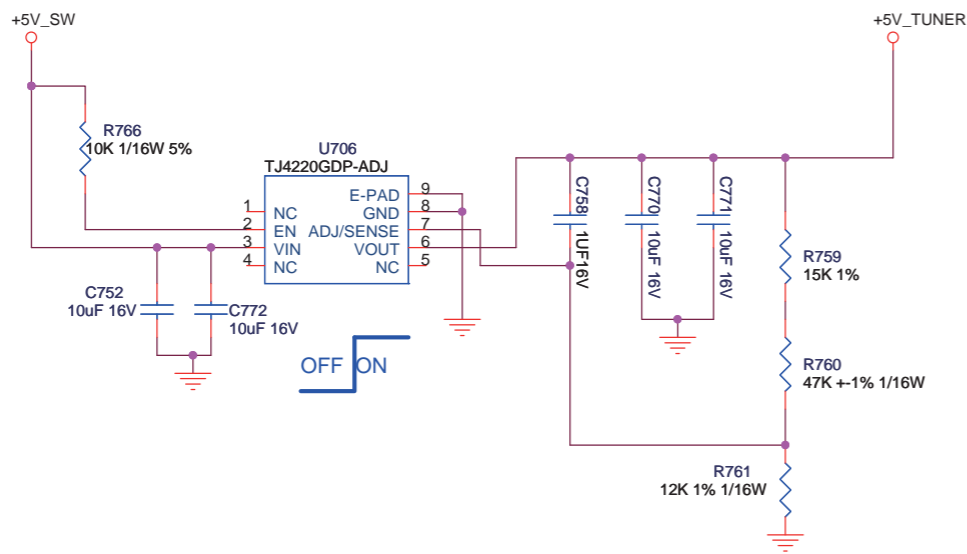 +5V_SW
+5V_TUNER
R766
10K 1/16W 5%
U706
TJ4220GDP-ADJ
1
NC
2
EN
3
VIN
4
NC
E-PAD
9
GND
8
ADJ/SENSE
7
VOUT
6
NC
5
C758
1UF16V
C770
10uF 16V
C771
10uF 16V
R759
15K 1%
C752
10uF 16V
C772
10uF 16V
OFF
ON
R760
47K +-1% 1/16W
R761
12K 1% 1/16W